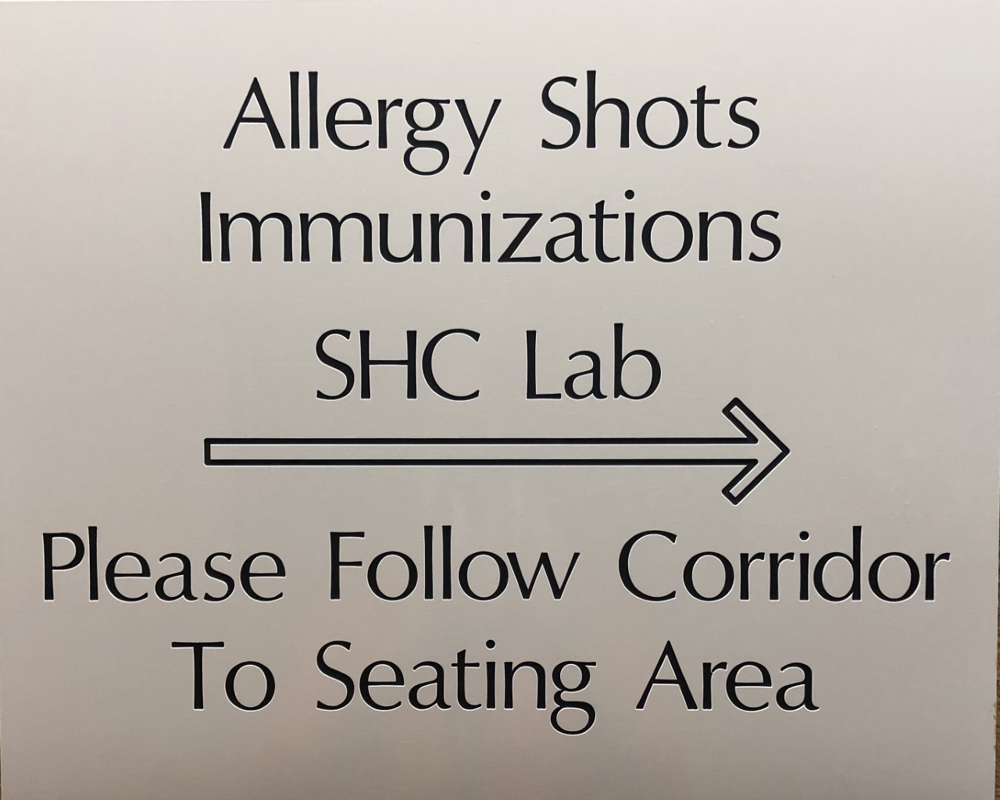 Allergy Shots
Immunizations
SHC Lab
Please Follow Corridor
To Seating Area